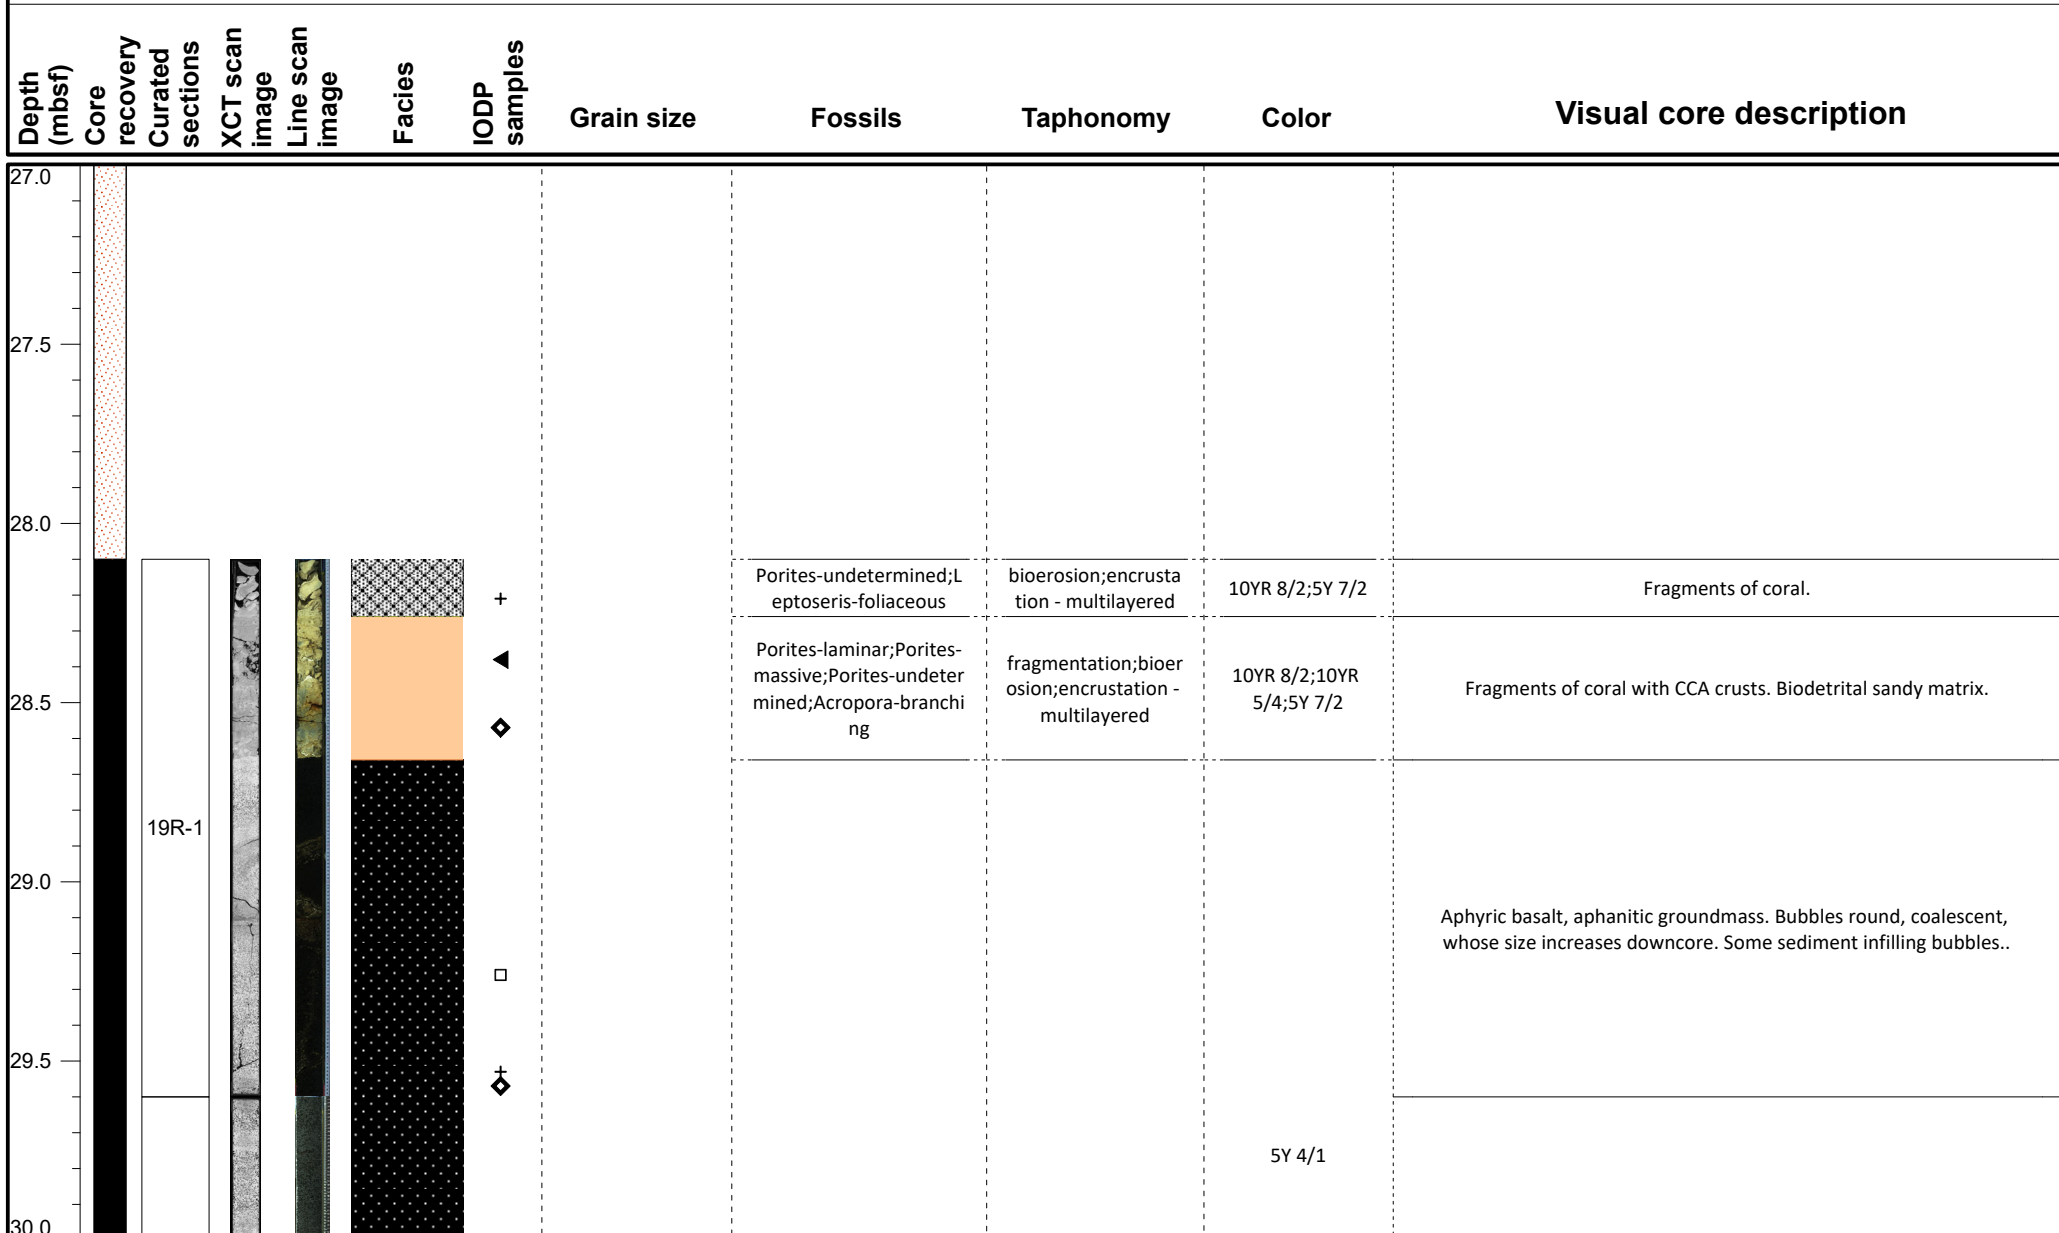 Depth
(mbsf)
Core
recovery
Curated
sections
XCT scan
image
Line scan
image
Facies
IODP
samples
Grain size
Fossils
Taphonomy
Color
Visual core description
27.0
27.5
28.0
Porites-undetermined;L
eptoseris-foliaceous
bioerosion;encrusta
tion - multilayered
10YR 8/2;5Y 7/2
Fragments of coral.
Porites-laminar;Porites-
massive;Porites-undeter
mined;Acropora-branchi
ng
fragmentation;bioer
osion;encrustation -
multilayered
10YR 8/2;10YR
5/4;5Y 7/2
Fragments of coral with CCA crusts. Biodetrital sandy matrix.
28.5
19R-1
29.0
Aphyric basalt, aphanitic groundmass. Bubbles round, coalescent,
whose size increases downcore. Some sediment infilling bubbles..
29.5
5Y 4/1
30.0